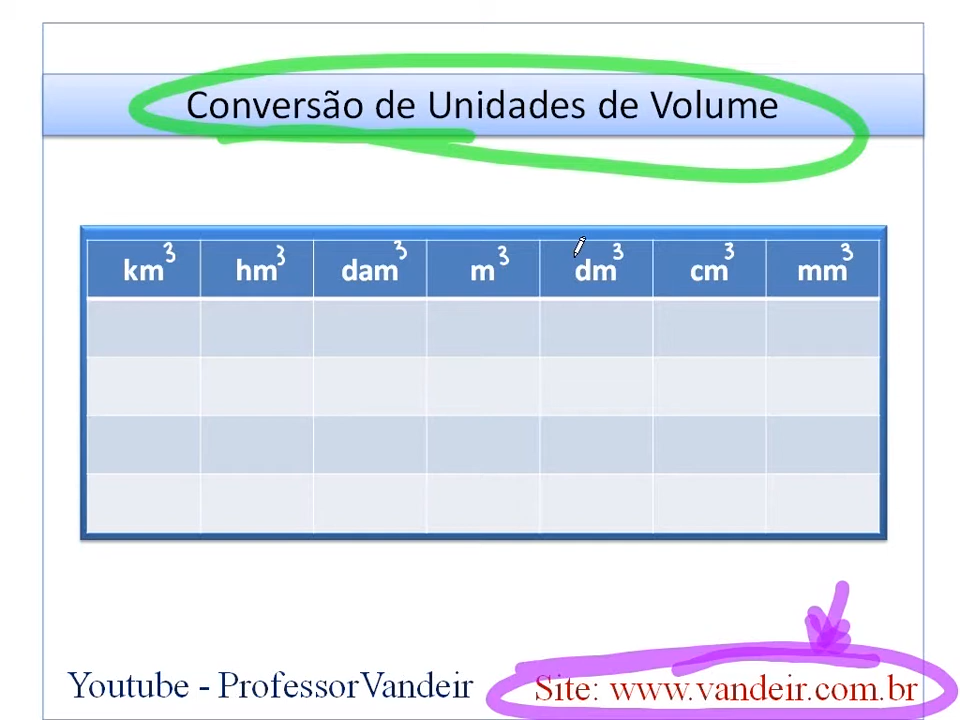 Conversão de Unidades de Volume
km³ hm³ dam³ m³ dm³ cm³ mm³
Youtube - ProfessorVandeir
Site: www.vandeir.com.br